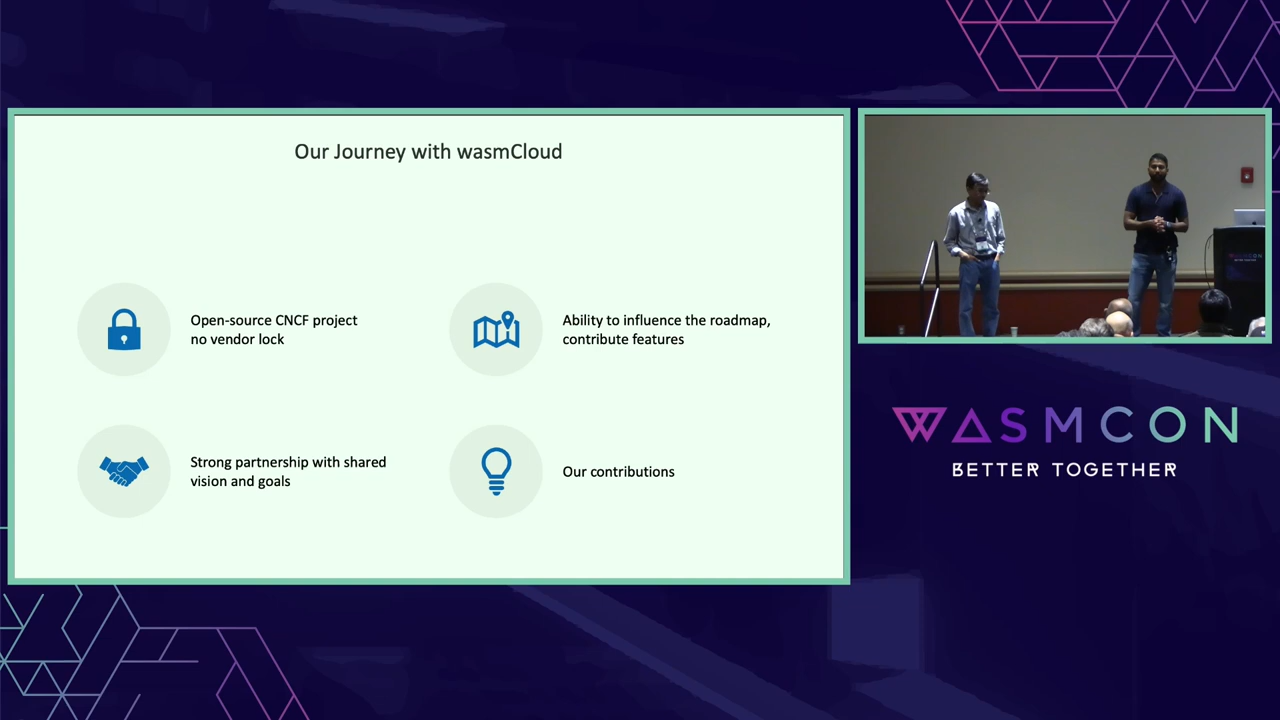 Our Journey with wasmCloud
Open-source CNCF project
no vendor lock
Ability to influence the roadmap,
contribute features
Strong partnership with shared
vision and goals
Our contributions
WASMCON
BETTER TOGETHER
WASMCON